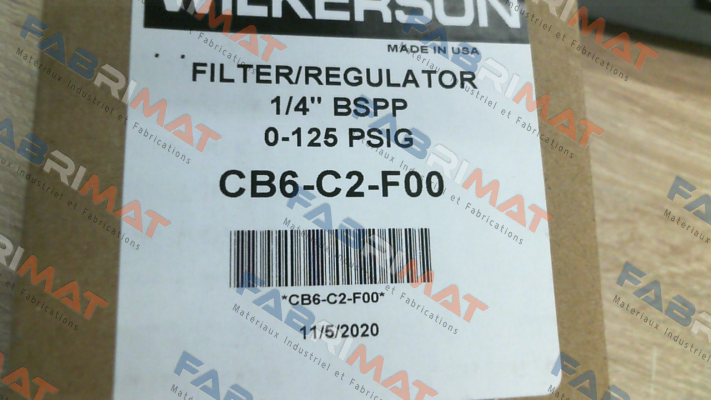 WILKERSON
MADE IN USA
FILTER/REGULATOR
1/4" BSPP
0-125 PSIG
CB6-C2-F00
*CB6-C2-F00*
11/5/2020
FABRIMAT
Matériaux Industriel et Fabrications